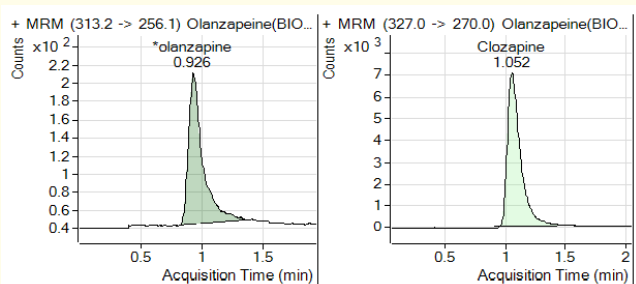 + MRM (313.2 -> 256.1) Olanzapeine(BIO...
x10 2
*olanzapine
0.926
Counts
2.2
2
1.8
1.6
1.4
1.2
1
0.8
0.6
0.4
0.5 1 1.5
Acquisition Time (min)
+ MRM (327.0 -> 270.0) Olanzapeine(BIO...
x10 3
Clozapine
1.052
Counts
7
6
5
4
3
2
1
0
0.5 1 1.5 2
Acquisition Time (min)